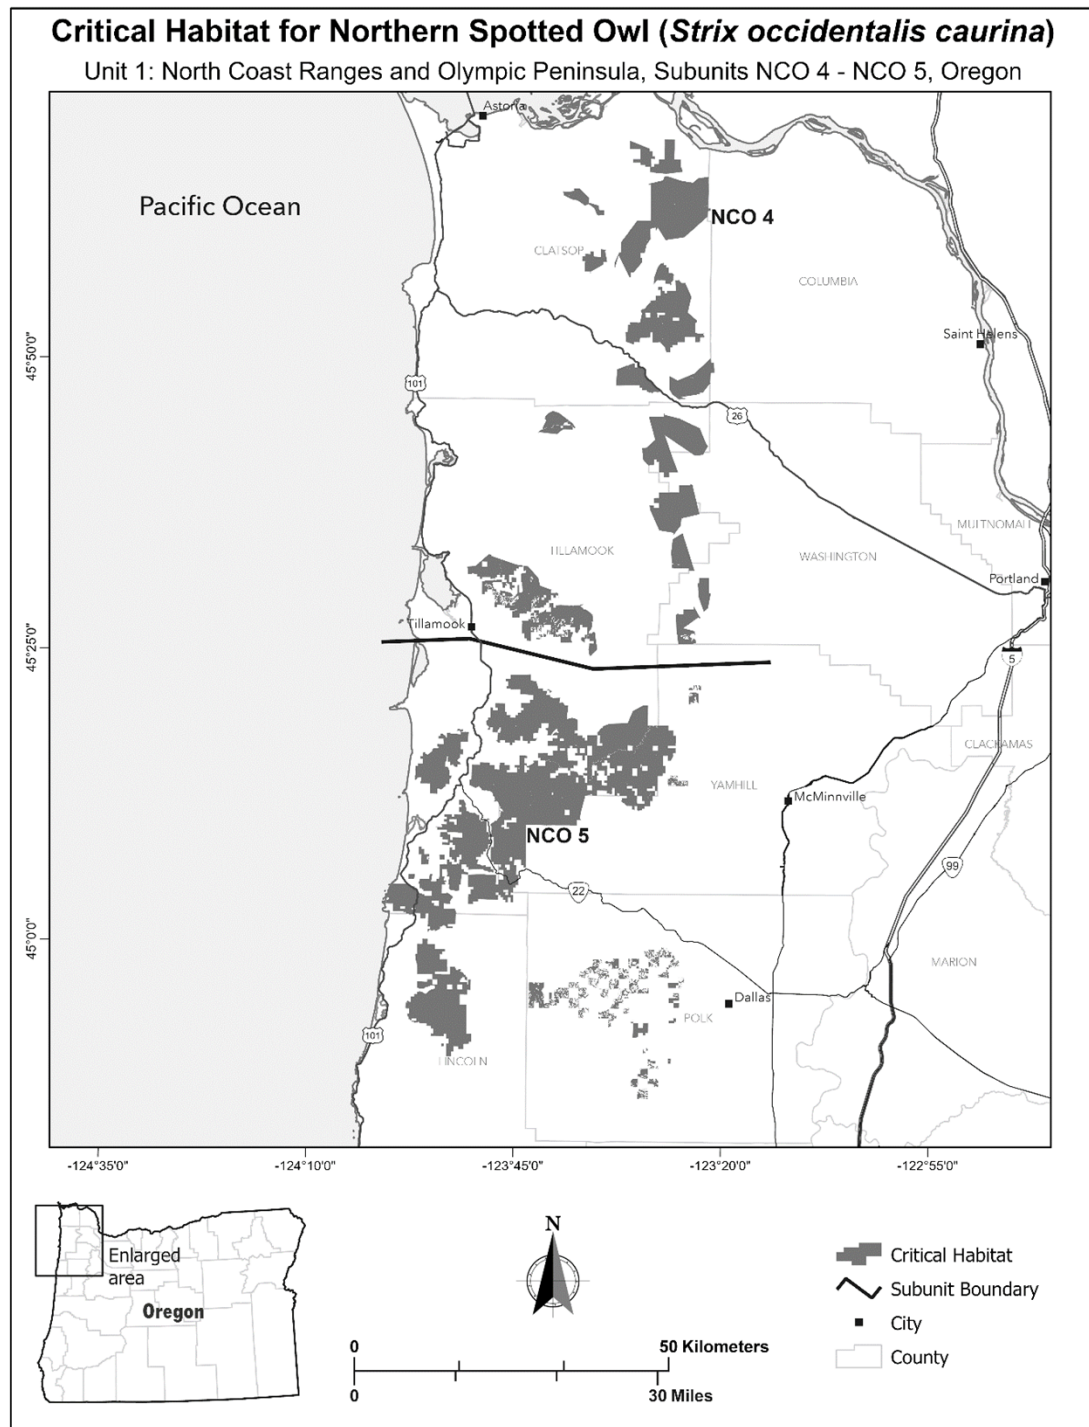 Critical Habitat for Northern Spotted Owl (Strix occidentalis caurina)
Unit 1: North Coast Ranges and Olympic Peninsula, Subunits NCO 4 - NCO 5, Oregon
Astoria
Pacific Ocean
NCO 4
CLATSOP
COLUMBIA
Saint Helens
45°50'0"
101
26
MULTNOMAH
TILLAMOOK
WASHINGTON
Portland
Tillamook
45°25'0"
5
CLACKAMAS
YAMHILL
McMinnville
NCO 5
99
22
45°0'0"
MARION
Dallas
POLK
101
LINCOLN
-124°35'0"
-124°10'0"
-123°45'0"
-123°20'0"
-122°55'0"
Enlarged
area
Oregon
N
0
50 Kilometers
0
30 Miles
Critical Habitat
Subunit Boundary
City
County